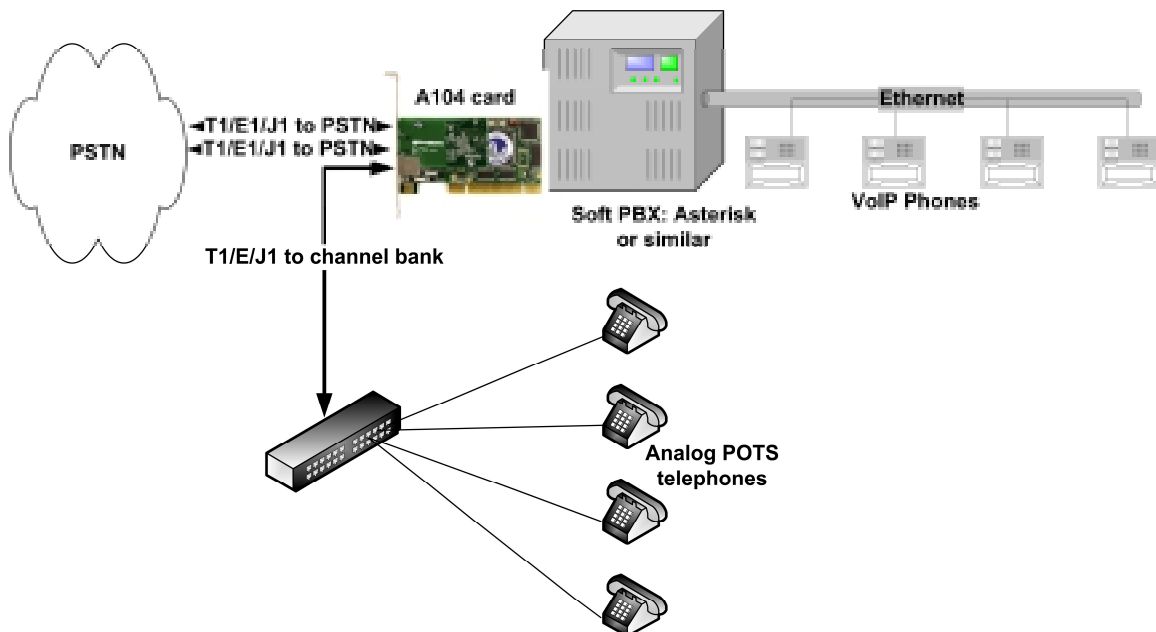 A104 card
T1/E1/J1 to PSTN
T1/E1/J1 to PSTN
PSTN
Ethernet
VoIP Phones
Soft PBX: Asterisk
or similar
T1/E/J1 to channel bank
Analog POTS
telephones